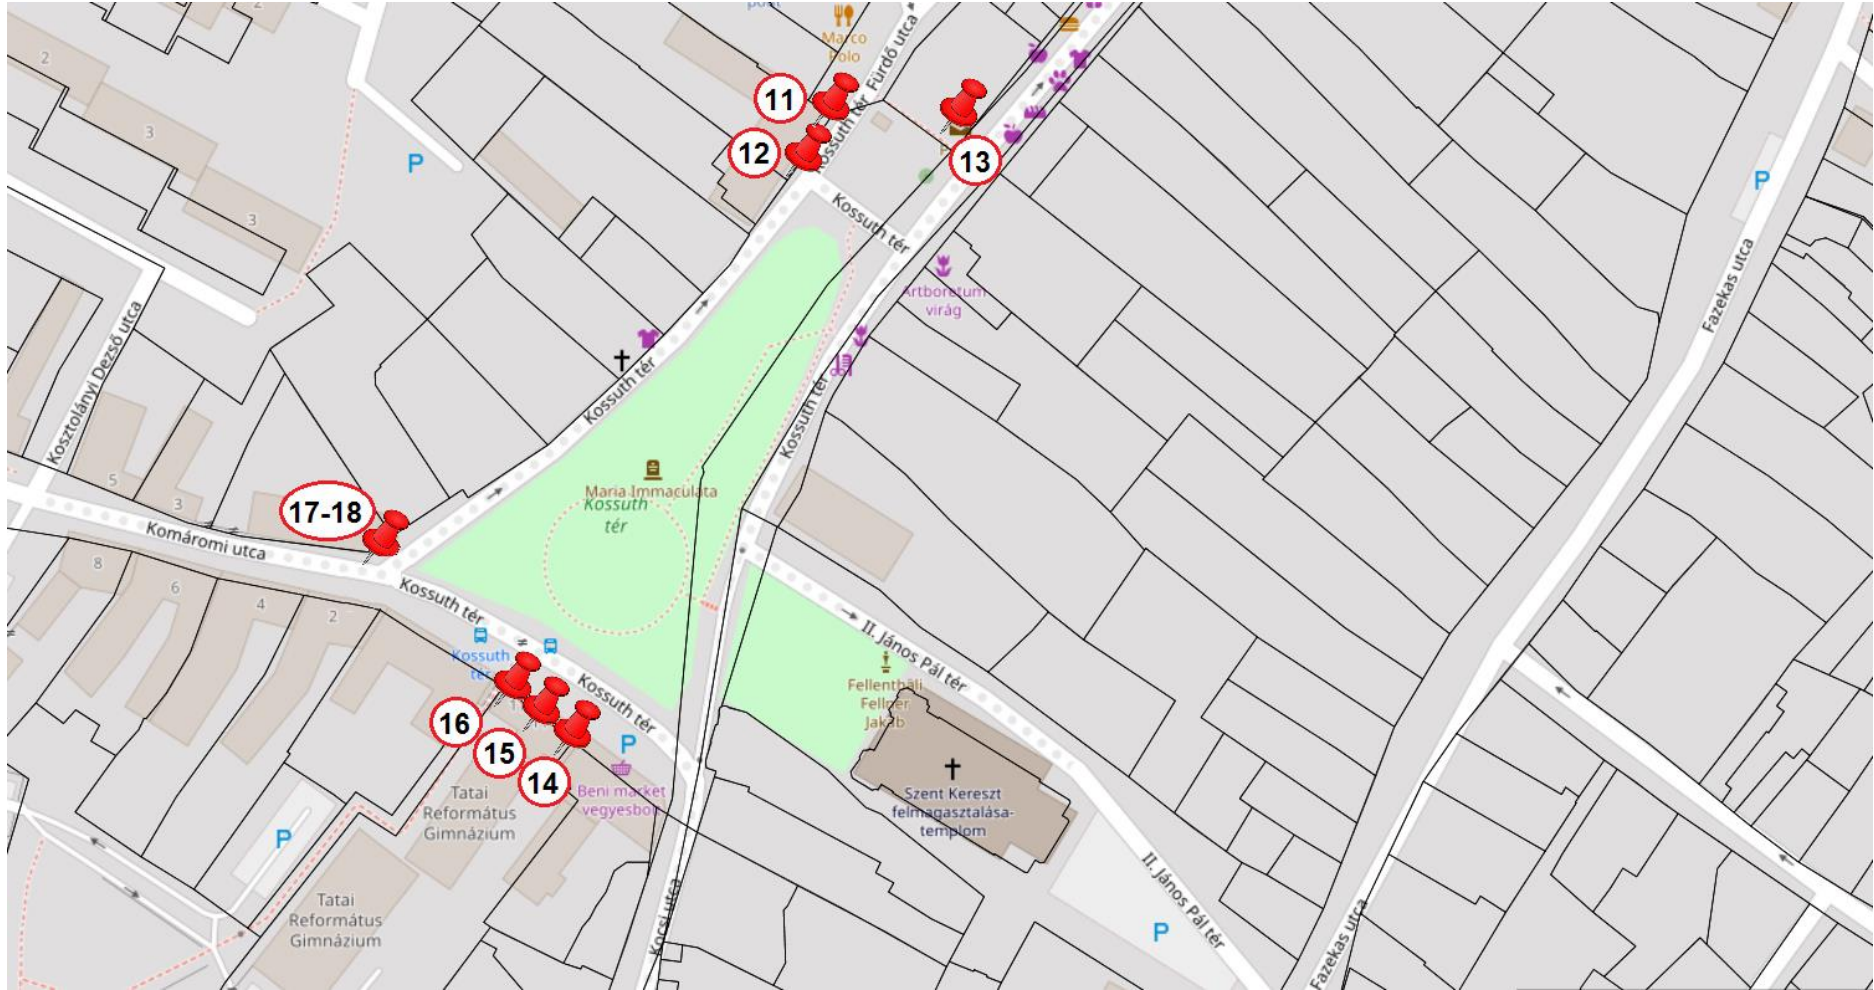 Marco
Polo
Fürdő utca
11
Kossuth tér
12
13
P
2
2
3
3
P
Kossuth tér
Artboretum
virág
Fazekas utca
Kosztolányi Dezső utca
Kossuth tér
Kossuth tér
Maria Immaculata
Kossuth
tér
5
3
17-18
Komáromi utca
8
6
4
2
Kossuth tér
Kossuth
tér
Kossuth tér
II. János Pál tér
Fellenthali
Fellner
Jakab
16
15
14
P
Beni market
vegyesbolt
Tatai
Református
Gimnázium
Szent Kereszt
felmagasztalása-
templom
P
Tatai
Református
Gimnázium
Kocsi utca
II. János Pál tér
P
Fazekas utca